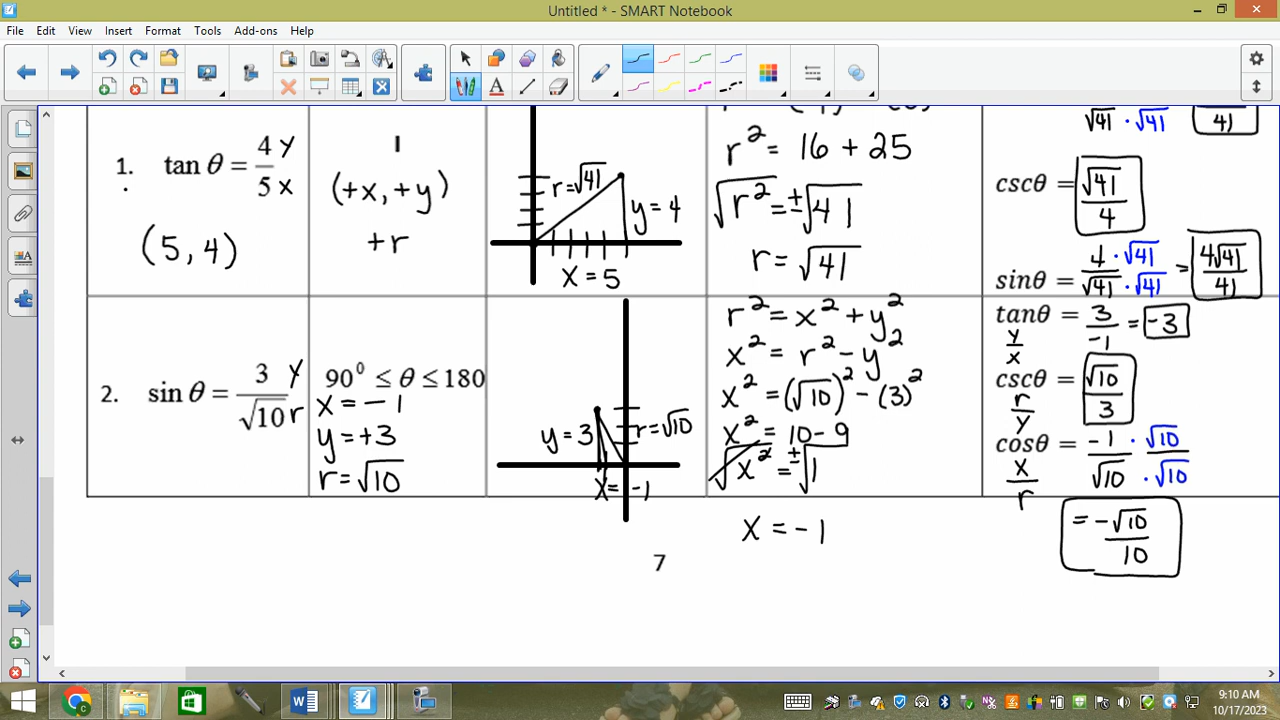 Untitled * - SMART Notebook
File Edit View Insert Format Tools Add-ons Help
√41 · √41
41
1. tan θ = 4/5 y x
(5, 4)
1
(+x, +y)
+r
r = √41
y = 4
x = 5
r² = 16 + 25
√r² = ±√41
r = √41
cscθ = √41/4
sinθ = 4/√41 · √41/√41 = 4√41/41
2. sin θ = 3/√10 y r
90⁰ ≤ θ ≤ 180
x = -1
y = +3
r = √10
y = 3
r = √10
x = -1
r² = x² + y²
x² = r² - y²
x² = (√10)² - (3)²
x² = 10 - 9
√x² = ±√1
x = -1
tanθ = 3/-1 = -3
y/x
cscθ = √10/3
r/y
cosθ = -1/√10 · √10/√10
x/r
= -√10/10
7
9:10 AM
10/17/2023